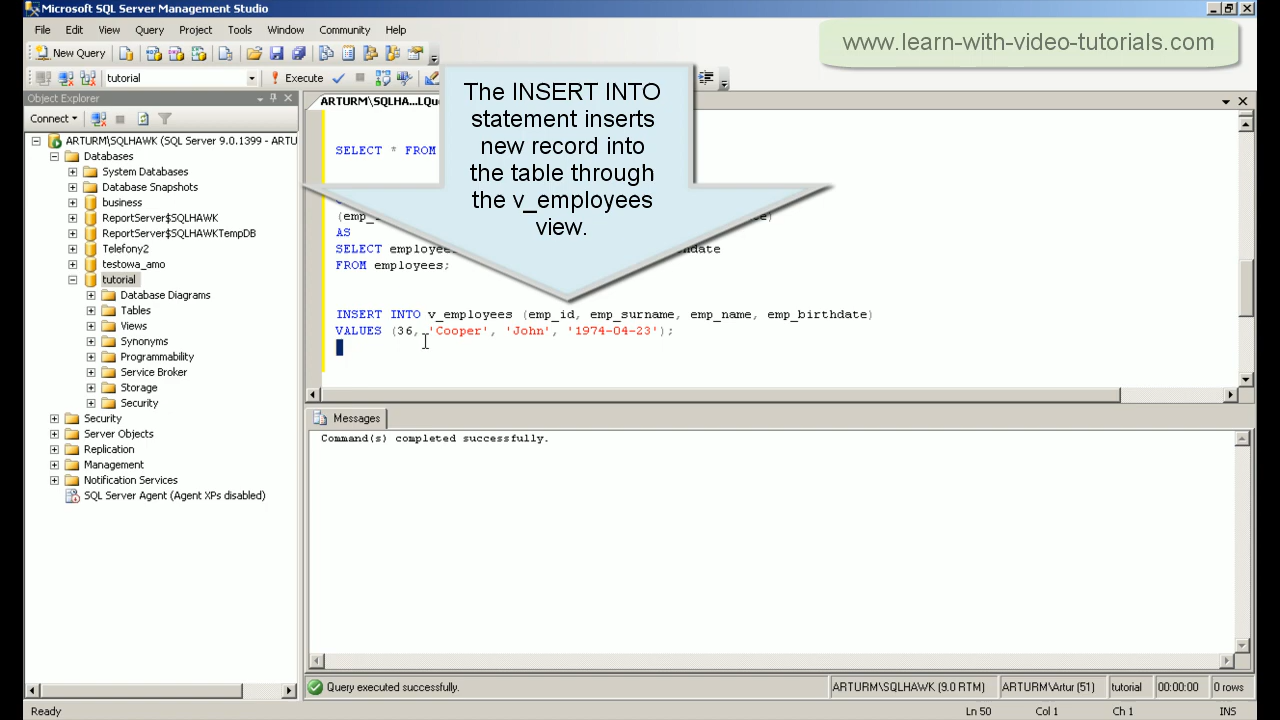 Microsoft SQL Server Management Studio
File Edit View Query Project Tools Window Community Help
www.learn-with-video-tutorials.com
New Query
tutorial
Execute
Object Explorer
Connect
ARTURM\SQLHAWK (SQL Server 9.0.1399 - ARTU
Databases
System Databases
Database Snapshots
business
ReportServer$SQLHAWK
ReportServer$SQLHAWKTempDB
Telefony2
testowa_amo
tutorial
Database Diagrams
Tables
Views
Synonyms
Programmability
Service Broker
Storage
Security
Security
Server Objects
Replication
Management
Notification Services
SQL Server Agent (Agent XPs disabled)
ARTURM\SQLHA...LQu
The INSERT INTO
statement inserts
new record into
the table through
the v_employees
view.
SELECT * FROM
AS
SELECT
FROM employees;
INSERT INTO v_employees (emp_id, emp_surname, emp_name, emp_birthdate)
VALUES (36, 'Cooper', 'John', '1974-04-23');
Messages
Command(s) completed successfully.
Query executed successfully.
ARTURM\SQLHAWK (9.0 RTM) ARTURM\Artur (51) tutorial 00:00:00 0 rows
Ready Ln 50 Col 1 Ch 1 INS